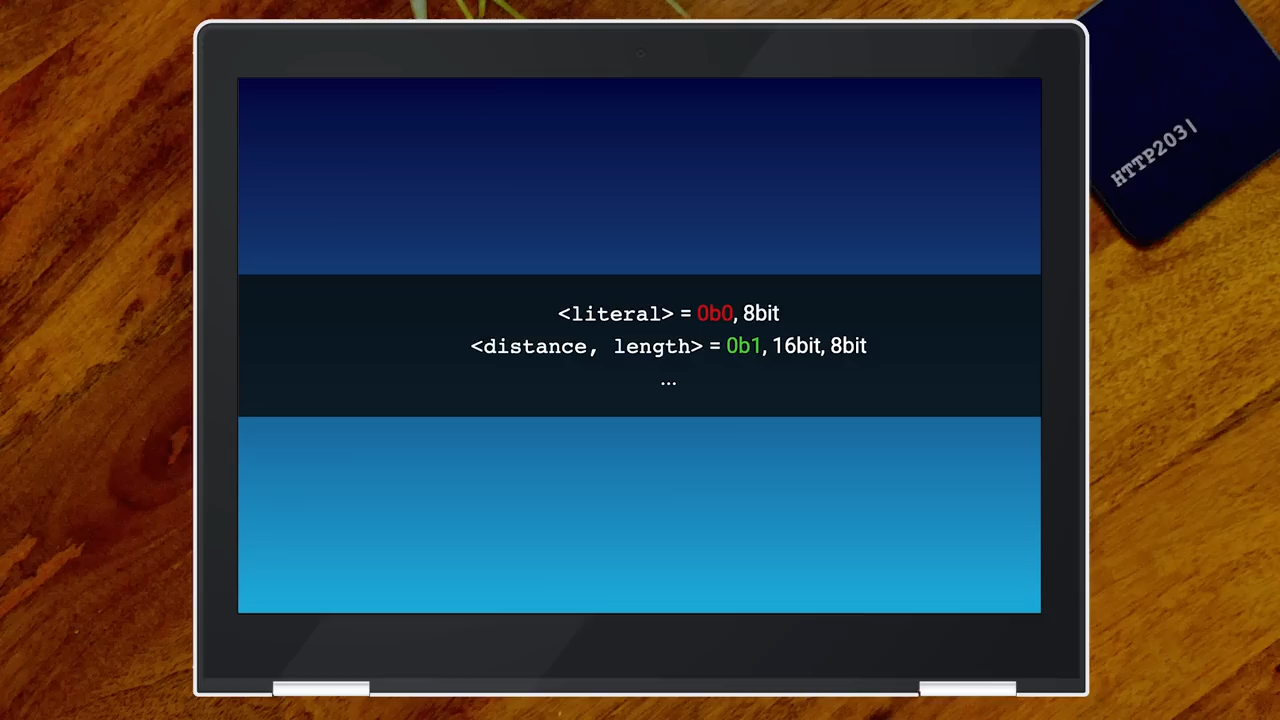 HTTP203|
<literal> = 0b0, 8bit
<distance, length> = 0b1, 16bit, 8bit
...